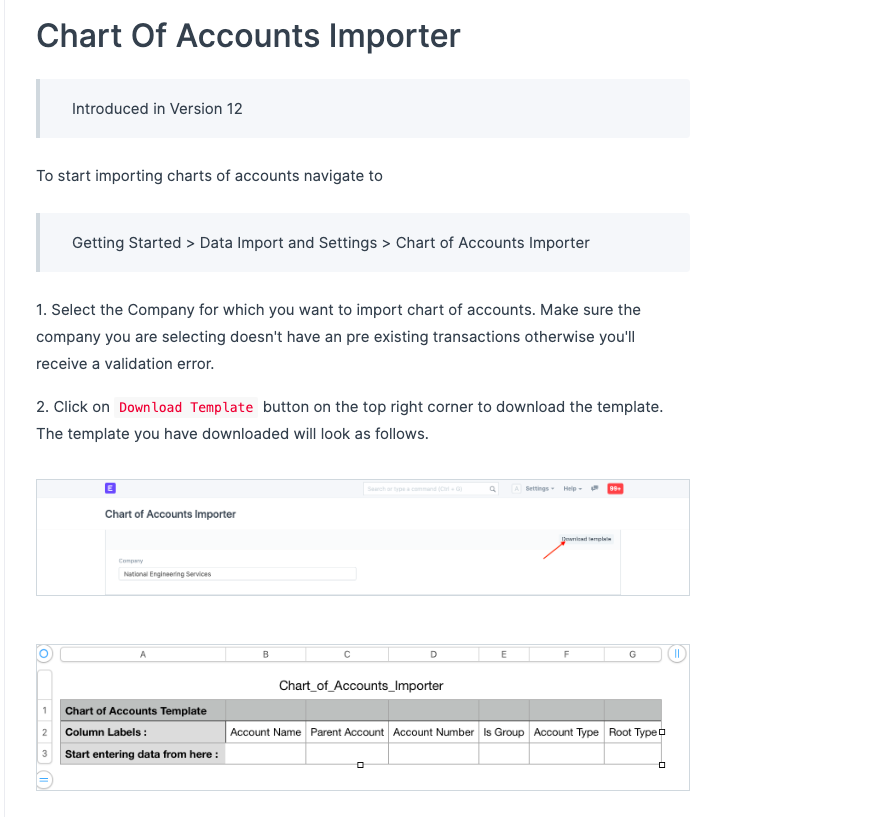 Chart Of Accounts Importer
Introduced in Version 12
To start importing charts of accounts navigate to
Getting Started > Data Import and Settings > Chart of Accounts Importer
1. Select the Company for which you want to import chart of accounts. Make sure the
company you are selecting doesn't have an pre existing transactions otherwise you'll
receive a validation error.
2. Click on Download Template button on the top right corner to download the template.
The template you have downloaded will look as follows.
E Search or type a command (Ctrl + G) A Settings Help 99+
Chart of Accounts Importer
Download template
Company
National Engineering Services
A B C D E F G
Chart_of_Accounts_Importer
1 Chart of Accounts Template
2 Column Labels : Account Name Parent Account Account Number Is Group Account Type Root Type
3 Start entering data from here :